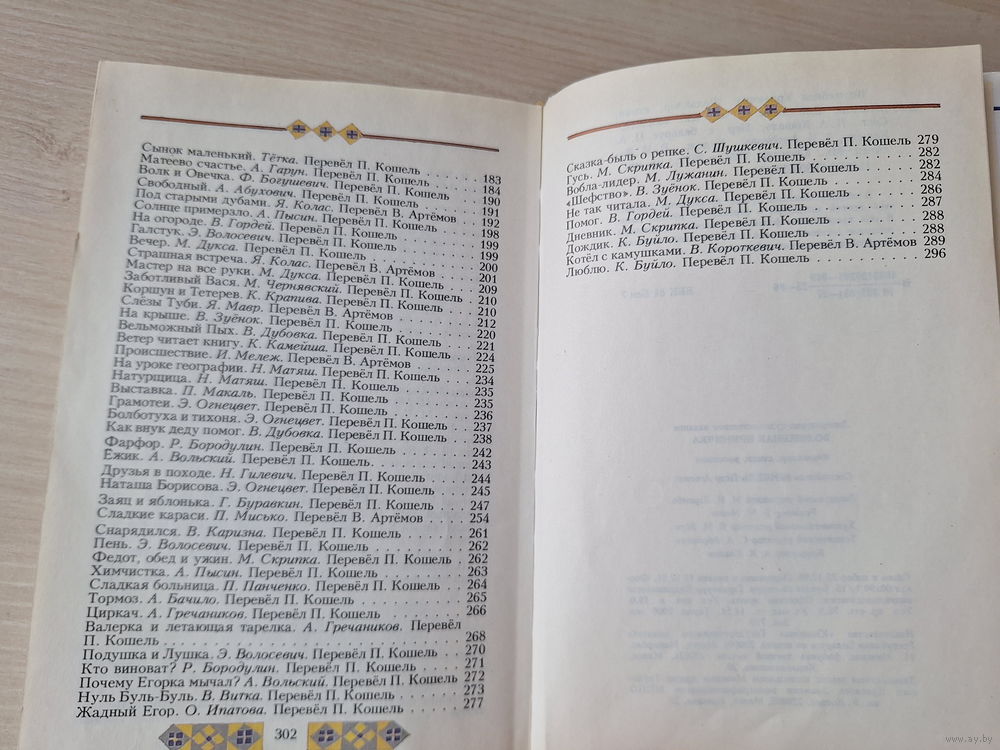 Сынок маленький. Тётка. Перевёл П. Кошель . . . . . 183
Матеево счастье. А. Гарун. Перевёл П. Кошель . . . 184
Волк и Овечка. Ф. Богушевич. Перевёл П. Кошель . . 190
Свободный. А. Абухович. Перевёл П. Кошель . . . . 191
Под старыми дубами. Я. Колас. Перевёл В. Артёмов . . 192
Солнце примерзло. А. Пысин. Перевёл П. Кошель . . . 198
На огороде. В. Гордей. Перевёл П. Кошель . . . . . 199
Галстук. Э. Волосевич. Перевёл П. Кошель . . . . . 199
Вечер. М. Дукса. Перевёл П. Кошель . . . . . . . 200
Страшная встреча. Я. Колас. Перевёл В. Артёмов . . . 201
Мастер на все руки. М. Дукса. Перевёл П. Кошель . . 209
Заботливый Вася. М. Чернявский. Перевёл П. Кошель . . 210
Коршун и Тетерев. К. Крапива. Перевёл П. Кошель . . 210
Слёзы Туби. Я. Мавр. Перевёл В. Артёмов . . . . . 212
На крыше. В. Зуёнок. Перевёл П. Кошель . . . . . 220
Вельможный Пых. В. Дубовка. Перевёл П. Кошель . . . 221
Ветер читает книгу. К. Камейша. Перевёл П. Кошель . . 224
Происшествие. И. Мележ. Перевёл В. Артёмов . . . . 225
На уроке географии. Н. Матяш. Перевёл П. Кошель . . 234
Натурщица. Н. Матяш. Перевёл П. Кошель . . . . . 235
Выставка. П. Макаль. Перевёл П. Кошель . . . . . 235
Грамотеи. Э. Огнецвет. Перевёл П. Кошель . . . . . 236
Болботуха и тихоня. Э. Огнецвет. Перевёл П. Кошель . . 237
Как внук деду помог. В. Дубовка. Перевёл П. Кошель . . 238
Фарфор. Р. Бородулин. Перевёл П. Кошель . . . . . 242
Ёжик. А. Вольский. Перевёл П. Кошель . . . . . . 243
Друзья в походе. Н. Гилевич. Перевёл П. Кошель . . . 244
Наташа Борисова. Э. Огнецвет. Перевёл П. Кошель . . . 245
Заяц и яблонька. Г. Буравкин. Перевёл П. Кошель . . . 247
Сладкие караси. П. Мисько. Перевёл В. Артёмов . . . 254
Снарядился. В. Каризна. Перевёл П. Кошель . . . . . 261
Пень. Э. Волосевич. Перевёл П. Кошель . . . . . . 262
Федот, обед и ужин. М. Скрипка. Перевёл П. Кошель . . 262
Химчистка. А. Пысин. Перевёл П. Кошель . . . . . 263
Сладкая больница. П. Панченко. Перевёл П. Кошель . . 264
Тормоз. А. Бачило. Перевёл П. Кошель . . . . . . 265
Циркач. А. Гречаников. Перевёл П. Кошель . . . . . 266
Валерка и летающая тарелка. А. Гречаников. Перевёл
П. Кошель . . . . . . . . . . . . . . . . 268
Подушка и Лушка. Э. Волосевич. Перевёл П. Кошель . . 270
Кто виноват? Р. Бородулин. Перевёл П. Кошель . . . . 271
Почему Егорка мычал? А. Вольский. Перевёл П. Кошель 272
Нуль Буль-Буль. В. Витка. Перевёл П. Кошель . . . . 273
Жадный Егор. О. Ипатова. Перевёл П. Кошель . . . . 277
302
Сказка-быль о репке. С. Шушкевич. Перевёл П. Кошель 279
Гусь. М. Скрипка. Перевёл П. Кошель . . . . . . 282
Вобла-лидер. М. Лужанин. Перевёл П. Кошель . . . . 282
«Шефство». В. Зуёнок. Перевёл П. Кошель . . . . . 284
Не так читала. М. Дукса. Перевёл П. Кошель . . . . 286
Помог. В. Гордей. Перевёл П. Кошель . . . . . . 287
Дневник. М. Скрипка. Перевёл П. Кошель . . . . . 288
Дождик. К. Буйло. Перевёл П. Кошель . . . . . . 288
Котёл с камушками. В. Короткевич. Перевёл В. Артёмов 289
Люблю. К. Буйло. Перевёл П. Кошель . . . . . . 296
www.ay.by